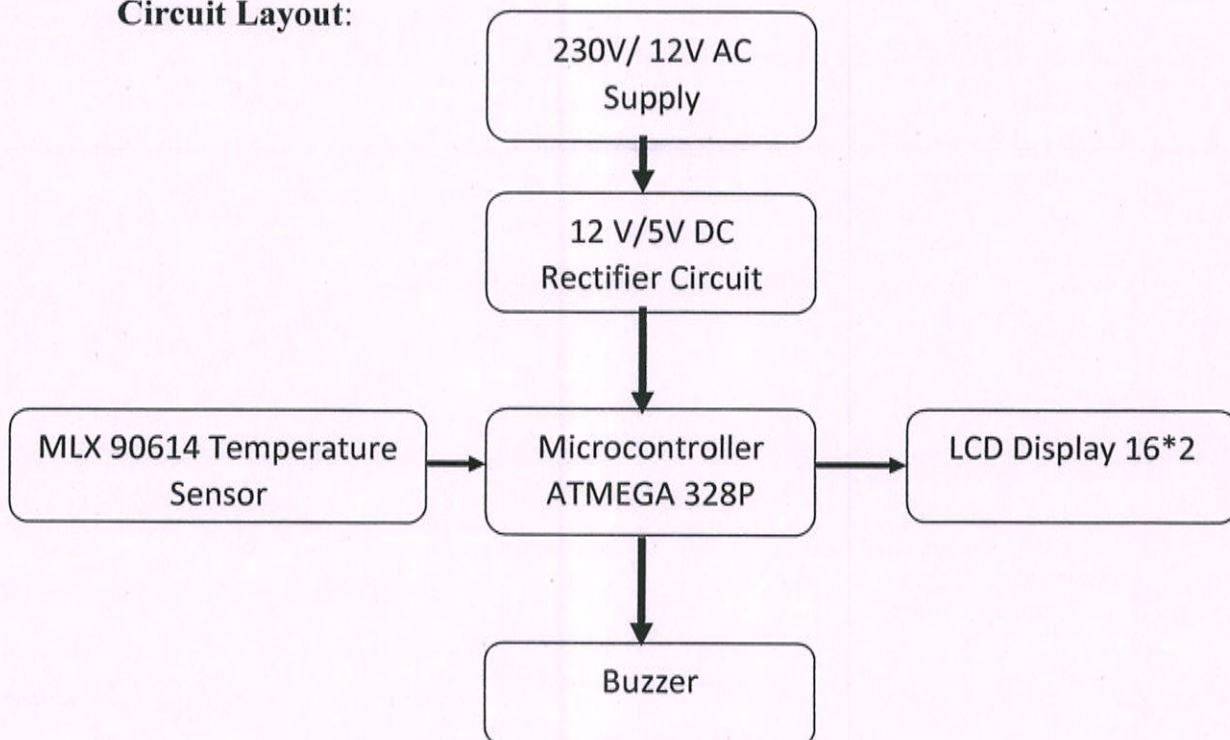 Circuit Layout:
230V/ 12V AC
Supply
12 V/5V DC
Rectifier Circuit
MLX 90614 Temperature
Sensor
Microcontroller
ATMEGA 328P
LCD Display 16*2
Buzzer